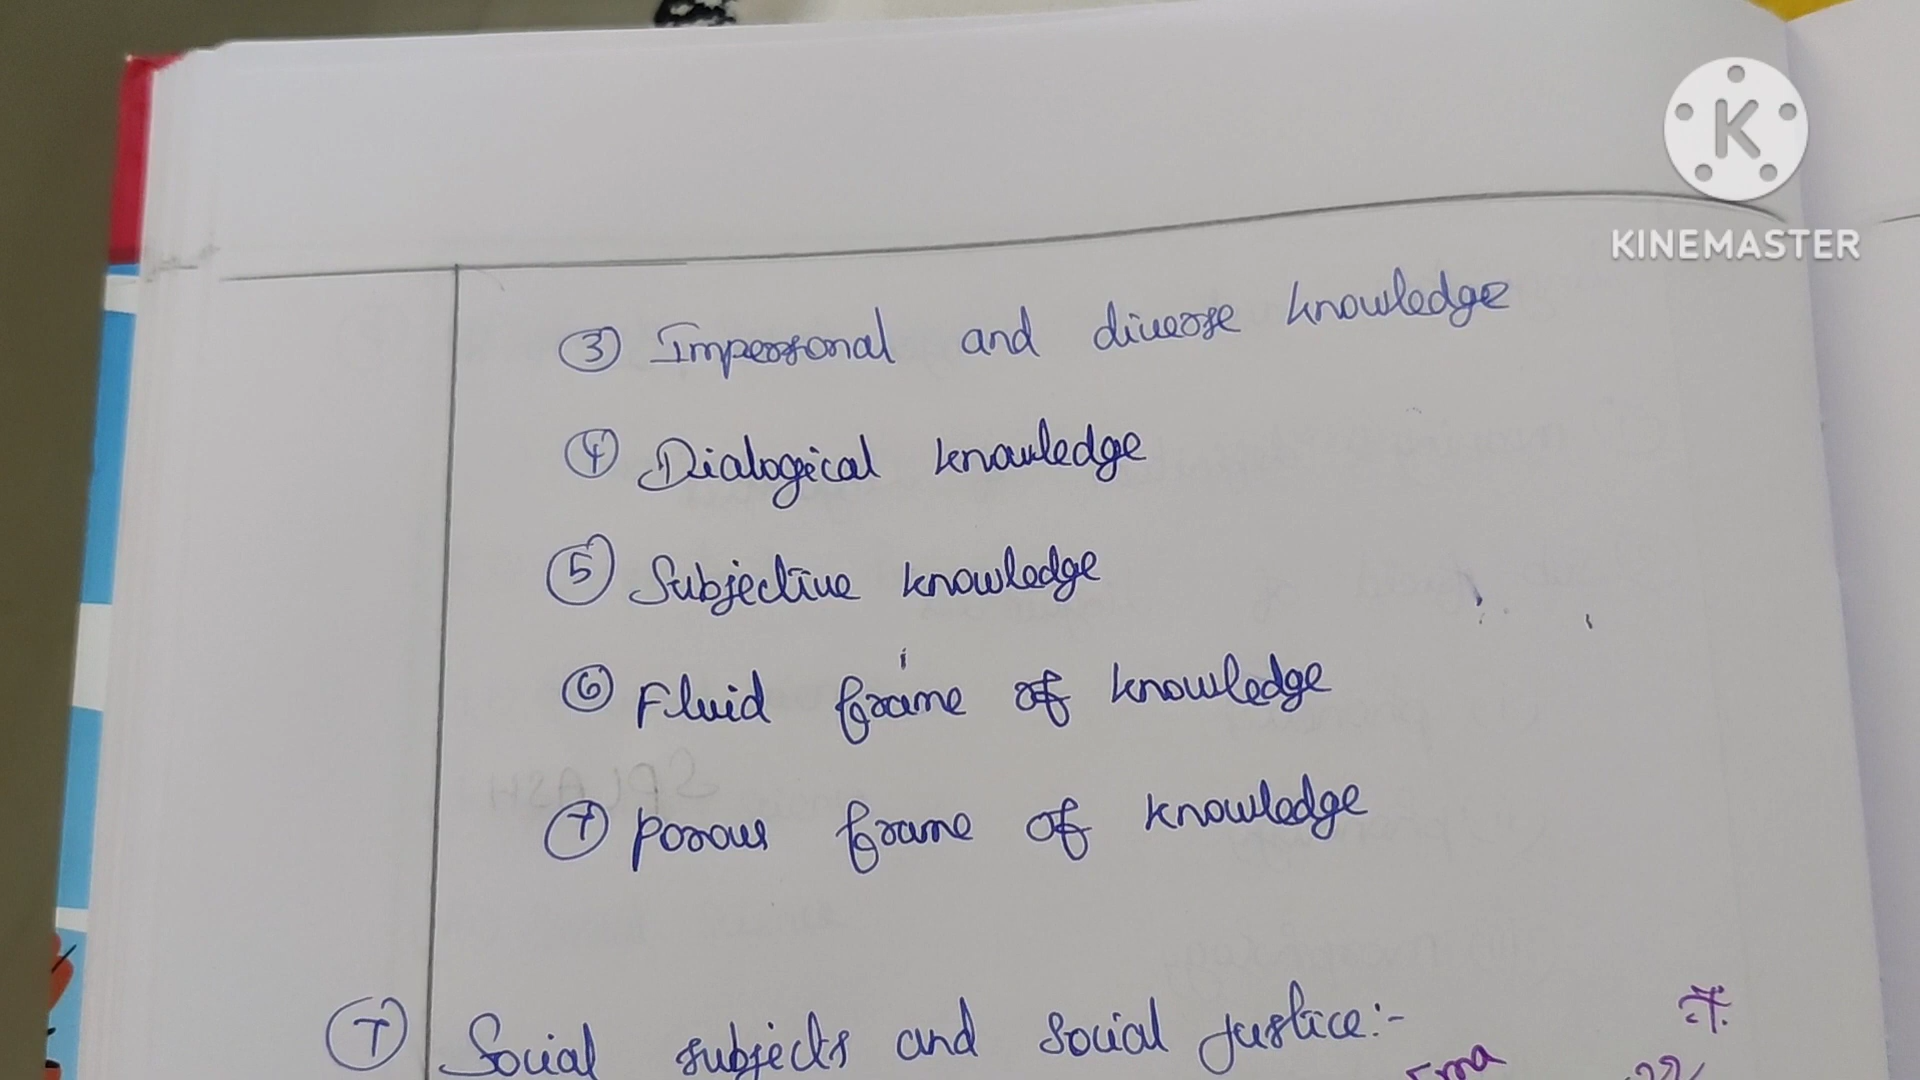 K
KINEMASTER
③ Impersonal and diverse knowledge
④ Dialogical knowledge
⑤ Subjective knowledge
⑥ Fluid frame of knowledge
⑦ Porous frame of knowledge
⑦ Social subjects and social justice:-